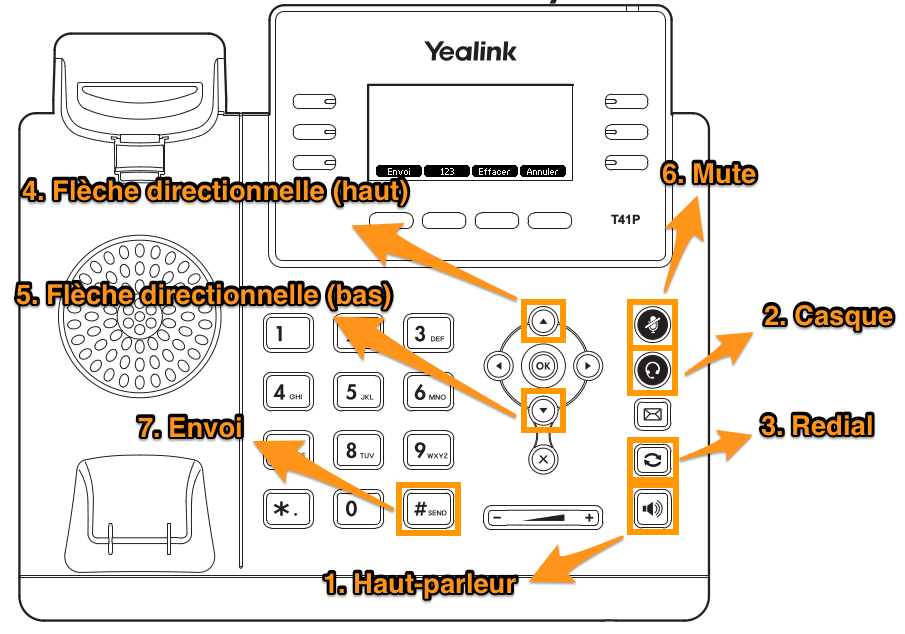 Yealink
Envoi 123 Effacer Annuler
4. Flèche directionnelle (haut)
6. Mute
T41P
5. Flèche directionnelle (bas)
2. Casque
1
3 DEF
OK
4 GHI 5 JKL 6 MNO
7. Envoi
3. Redial
8 TUV 9 WXYZ
*. 0 # SEND
- +
1. Haut-parleur